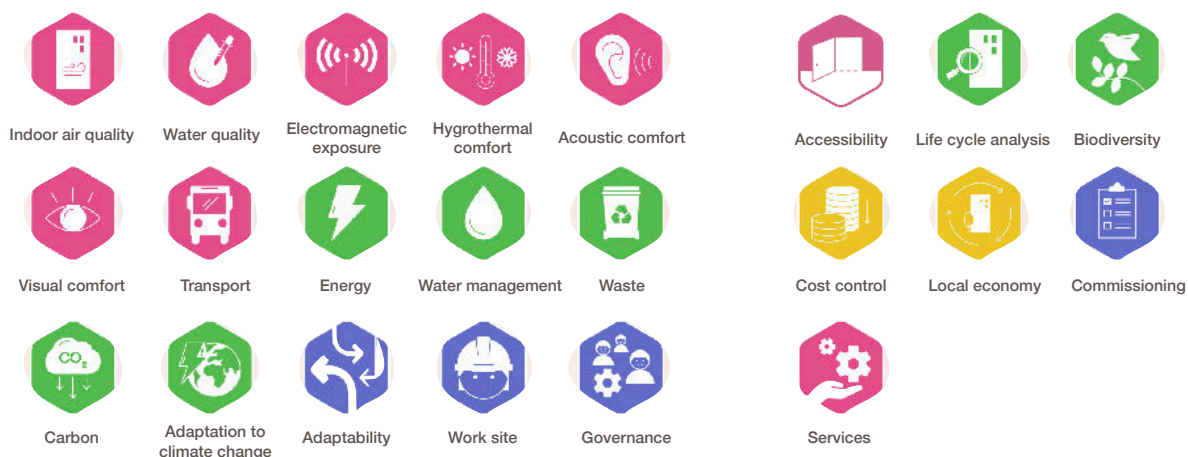 Indoor air quality
Water quality
Electromagnetic
exposure
Hygrothermal
comfort
Acoustic comfort
Accessibility
Life cycle analysis
Biodiversity
Visual comfort
Transport
Energy
Water management
Waste
Cost control
Local economy
Commissioning
CO2
Carbon
Adaptation to
climate change
Adaptability
Work site
Governance
Services